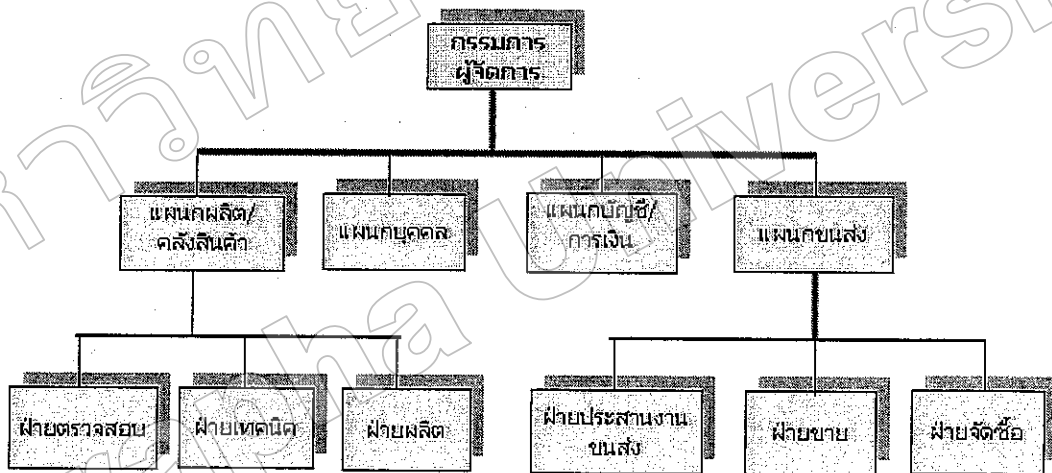 กรรมการ
ผู้จัดการ
แผนกผลิต/
คลังสินค้า
แผนกบุคคล
แผนกบัญชี/
การเงิน
แผนกขนส่ง
ฝ่ายตรวจสอบ
ฝ่ายเทคนิค
ฝ่ายผลิต
ฝ่ายประสานงาน
ขนส่ง
ฝ่ายขาย
ฝ่ายจัดซื้อ